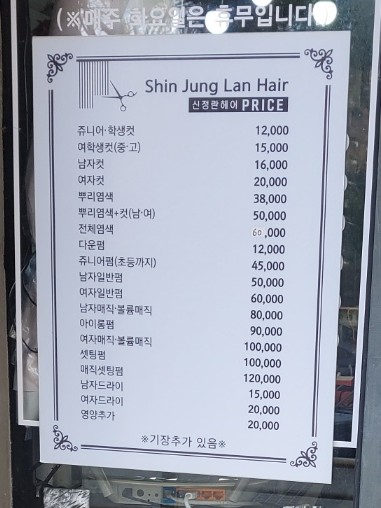 (※매주 화요일은 휴무입니다
Shin Jung Lan Hair
신정란헤어 PRICE
쥬니어·학생컷 12,000
여학생컷(중·고) 15,000
남자컷 16,000
여자컷 20,000
뿌리염색 38,000
뿌리염색+컷(남·여) 50,000
전체염색 60,000
다운펌 12,000
쥬니어펌(초등까지) 45,000
남자일반펌 50,000
여자일반펌 60,000
남자매직·볼륨매직 80,000
아이롱펌 90,000
여자매직·볼륨매직 100,000
셋팅펌 100,000
매직셋팅펌 120,000
남자드라이 15,000
여자드라이 20,000
영양추가 20,000
※기장추가 있음※